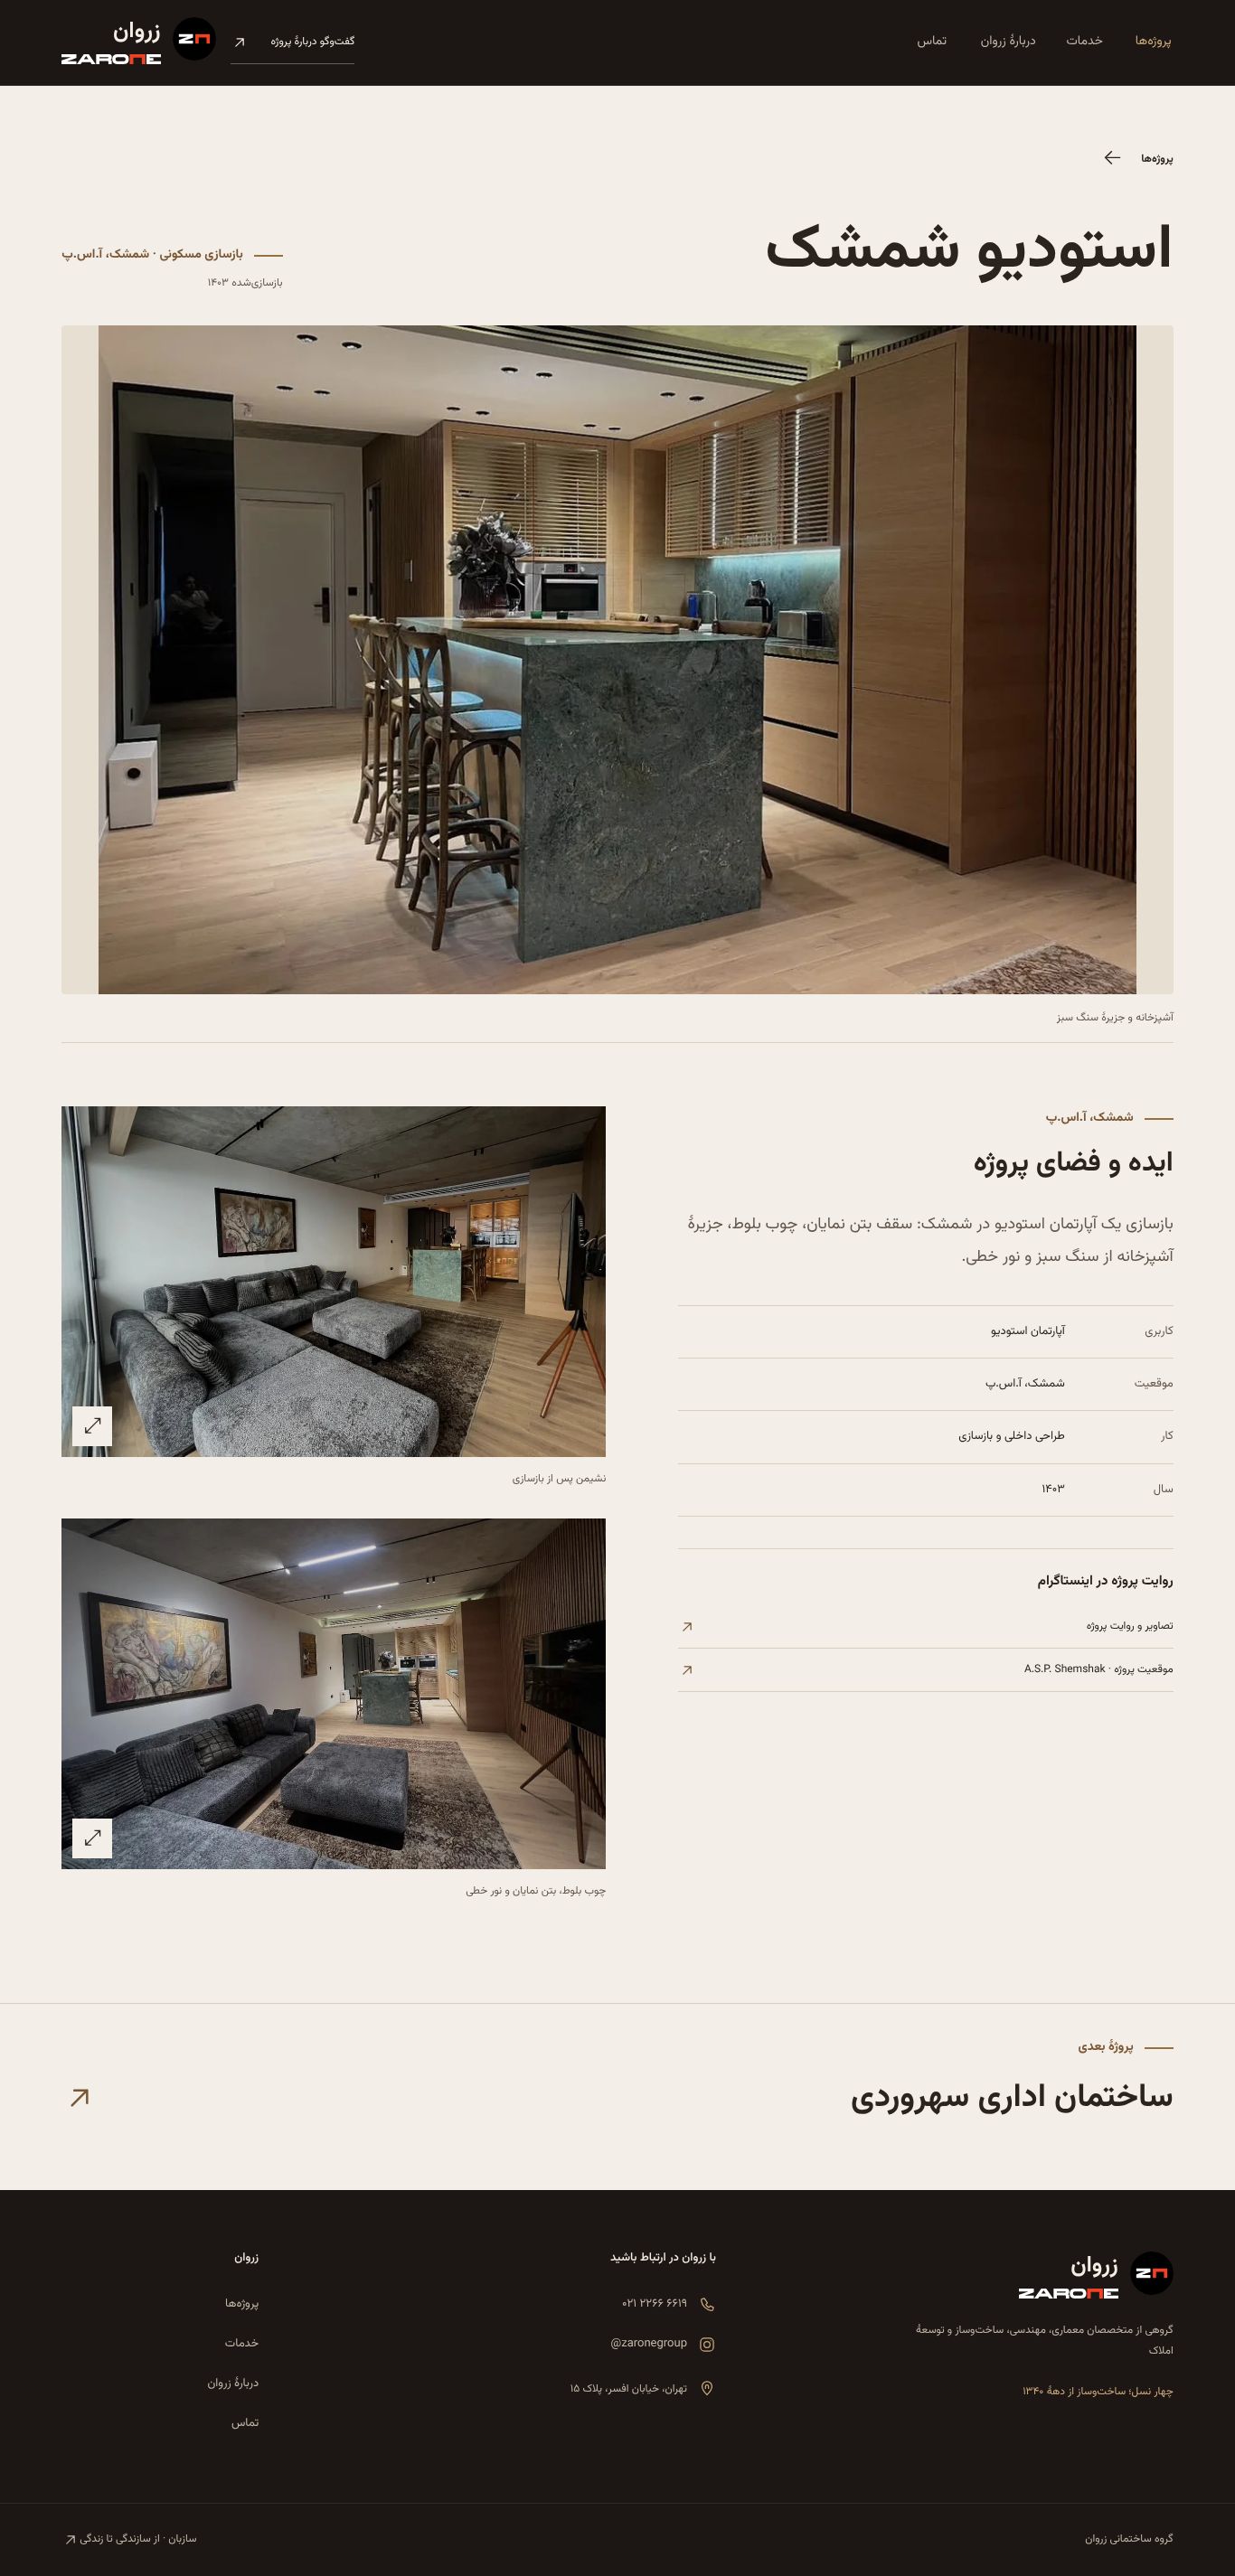 پروژه‌ها
خدمات
دربارهٔ زروان
تماس
گفت‌وگو دربارهٔ پروژه
زروان
ZARONE
پروژه‌ها
استودیو شمشک
بازسازی مسکونی · شمشک، آ.اس.پ
بازسازی‌شده ۱۴۰۳
آشپزخانه و جزیرهٔ سنگ سبز
شمشک، آ.اس.پ
ایده و فضای پروژه
بازسازی یک آپارتمان استودیو در شمشک: سقف بتن نمایان، چوب بلوط، جزیرهٔ
آشپزخانه از سنگ سبز و نور خطی.
کاربری
آپارتمان استودیو
موقعیت
شمشک، آ.اس.پ
کار
طراحی داخلی و بازسازی
سال
۱۴۰۳
روایت پروژه در اینستاگرام
تصاویر و روایت پروژه
موقعیت پروژه · A.S.P. Shemshak
نشیمن پس از بازسازی
چوب بلوط، بتن نمایان و نور خطی
پروژهٔ بعدی
ساختمان اداری سهروردی
زروان
ZARONE
گروهی از متخصصان معماری، مهندسی، ساخت‌وساز و توسعهٔ
املاک
چهار نسل؛ ساخت‌وساز از دههٔ ۱۳۴۰
با زروان در ارتباط باشید
۰۲۱ ۲۲۶۶ ۶۶۱۹
@zaronegroup
تهران، خیابان افسر، پلاک ۱۵
زروان
پروژه‌ها
خدمات
دربارهٔ زروان
تماس
گروه ساختمانی زروان
سازبان · از سازندگی تا زندگی